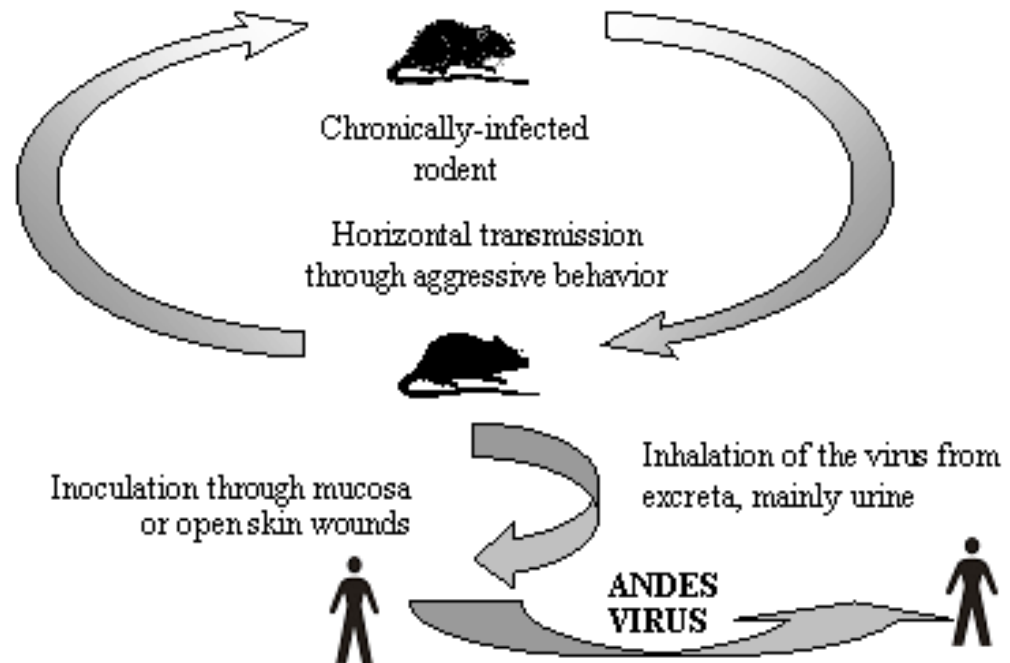 Chronically-infected
rodent
Horizontal transmission
through aggressive behavior
Inhalation of the virus from
excreta, mainly urine
Inoculation through mucosa
or open skin wounds
ANDES
VIRUS